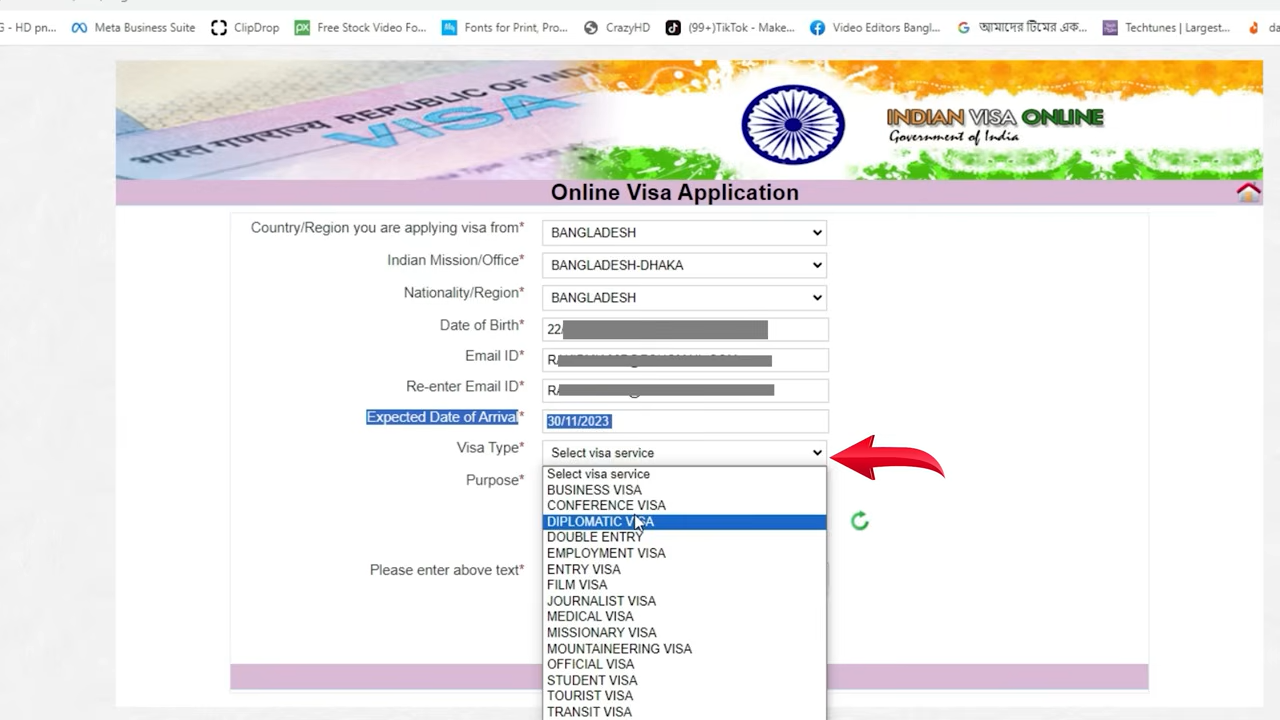 G - HD pn... Meta Business Suite ClipDrop Free Stock Video Fo... Fonts for Print, Pro... CrazyHD (99+)TikTok - Make... Video Editors Bangl... আমাদের টিমের এক... Techtunes | Largest... da
भारत गणराज्य REPUBLIC OF INDIA
VISA
INDIAN VISA ONLINE
Government of India
Online Visa Application
Country/Region you are applying visa from* BANGLADESH
Indian Mission/Office* BANGLADESH-DHAKA
Nationality/Region* BANGLADESH
Date of Birth* 22/
Email ID* RA
Re-enter Email ID* RA
Expected Date of Arrival* 30/11/2023
Visa Type* Select visa service
Select visa service
Purpose*
BUSINESS VISA
CONFERENCE VISA
DIPLOMATIC VISA
DOUBLE ENTRY
EMPLOYMENT VISA
ENTRY VISA
Please enter above text*
FILM VISA
JOURNALIST VISA
MEDICAL VISA
MISSIONARY VISA
MOUNTAINEERING VISA
OFFICIAL VISA
STUDENT VISA
TOURIST VISA
TRANSIT VISA